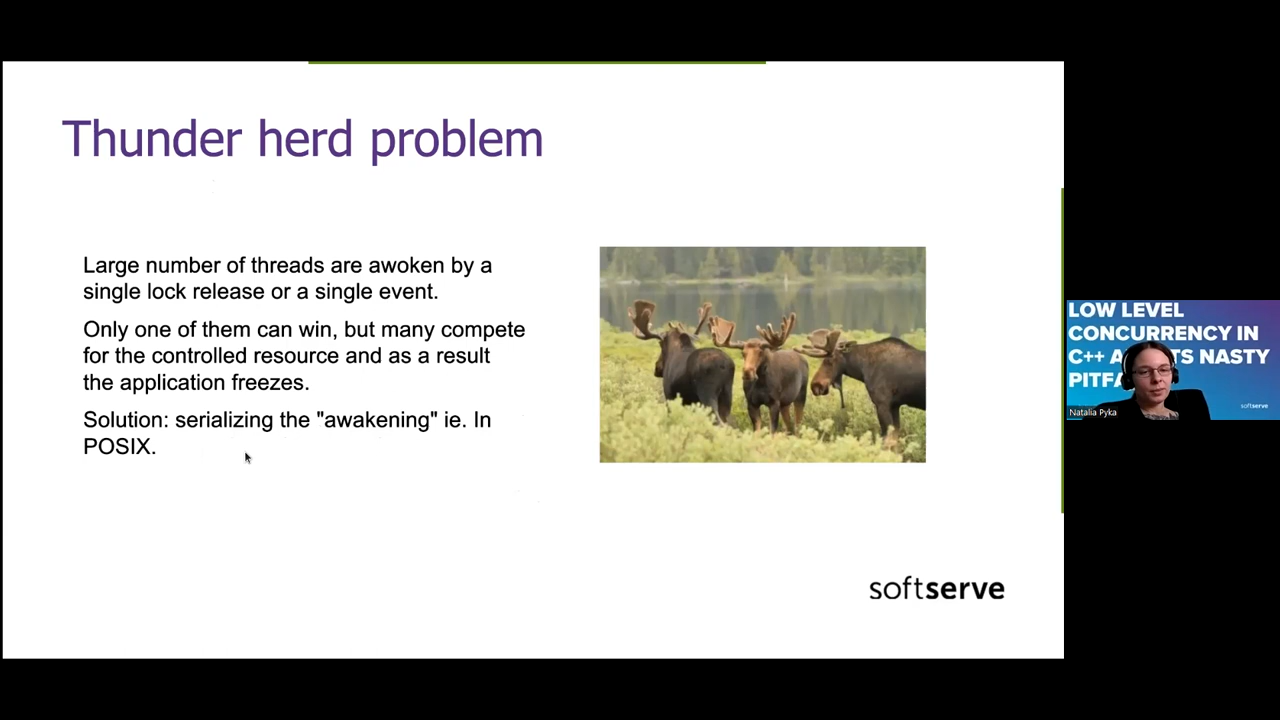 Thunder herd problem
Large number of threads are awoken by a
single lock release or a single event.
Only one of them can win, but many compete
for the controlled resource and as a result
the application freezes.
Solution: serializing the "awakening" ie. In
POSIX.
softserve
LOW LEVEL
CONCURRENCY IN
C++ A TS NASTY
PITFA
softserve
Natalia Pyka